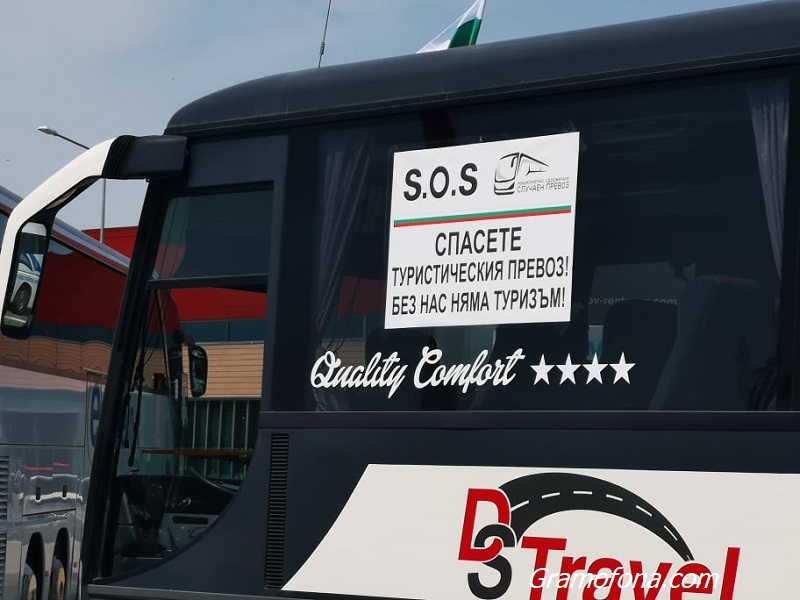 S.O.S
СЛУЧАЕН ПРЕВОЗ
СПАСЕТЕ
ТУРИСТИЧЕСКИЯ ПРЕВОЗ!
БЕЗ НАС НЯМА ТУРИЗЪМ!
Quality Comfort
DS Travel
Gramofona.com